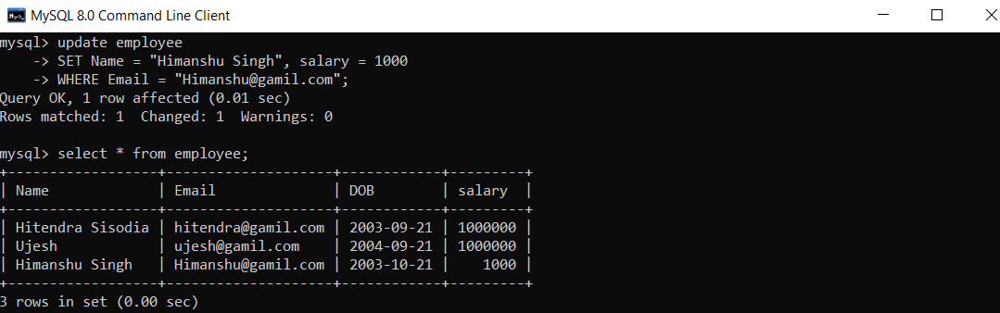 MySQL 8.0 Command Line Client
mysql> update employee
    -> SET Name = "Himanshu Singh", salary = 1000
    -> WHERE Email = "Himanshu@gamil.com";
Query OK, 1 row affected (0.01 sec)
Rows matched: 1  Changed: 1  Warnings: 0
mysql> select * from employee;
+------------------+--------------------+------------+---------+
| Name             | Email              | DOB        | salary  |
+------------------+--------------------+------------+---------+
| Hitendra Sisodia | hitendra@gamil.com | 2003-09-21 | 1000000 |
| Ujesh            | ujesh@gamil.com    | 2004-09-21 | 1000000 |
| Himanshu Singh   | Himanshu@gamil.com | 2003-10-21 |    1000 |
+------------------+--------------------+------------+---------+
3 rows in set (0.00 sec)